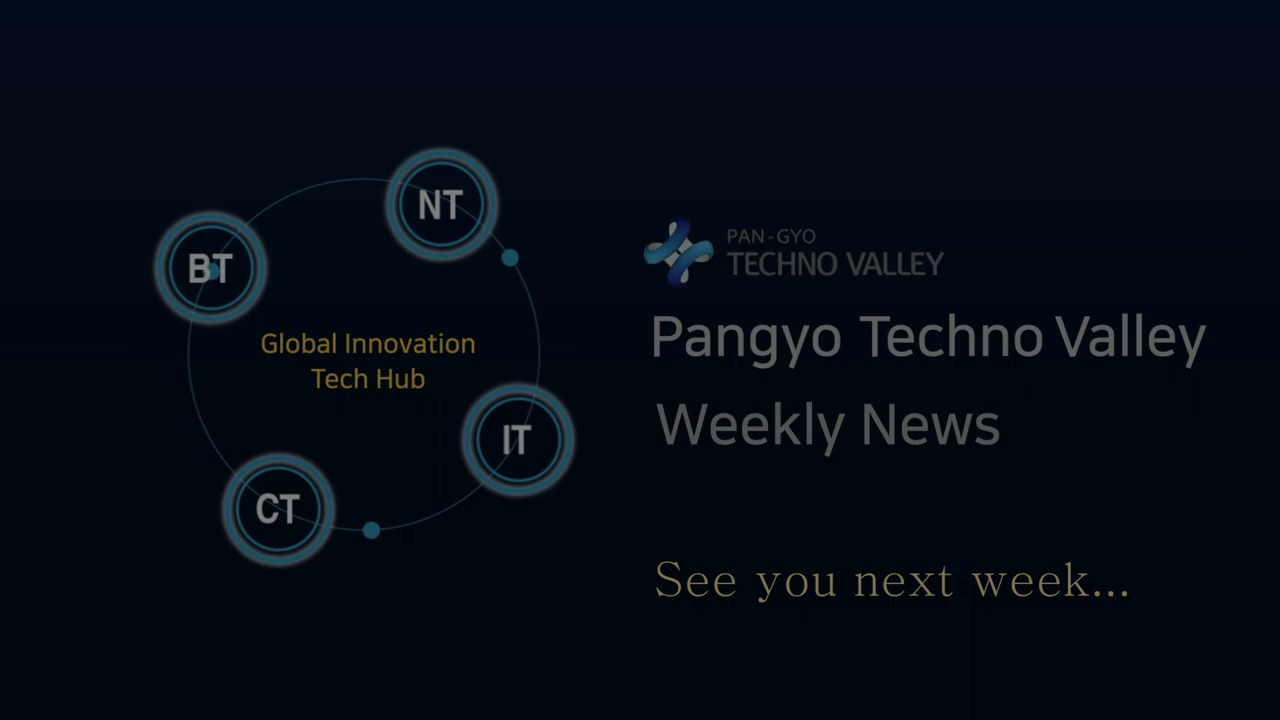 NT
BT
Global Innovation
Tech Hub
IT
CT
PAN-GYO
TECHNO VALLEY
Pangyo Techno Valley
Weekly News
See you next week...